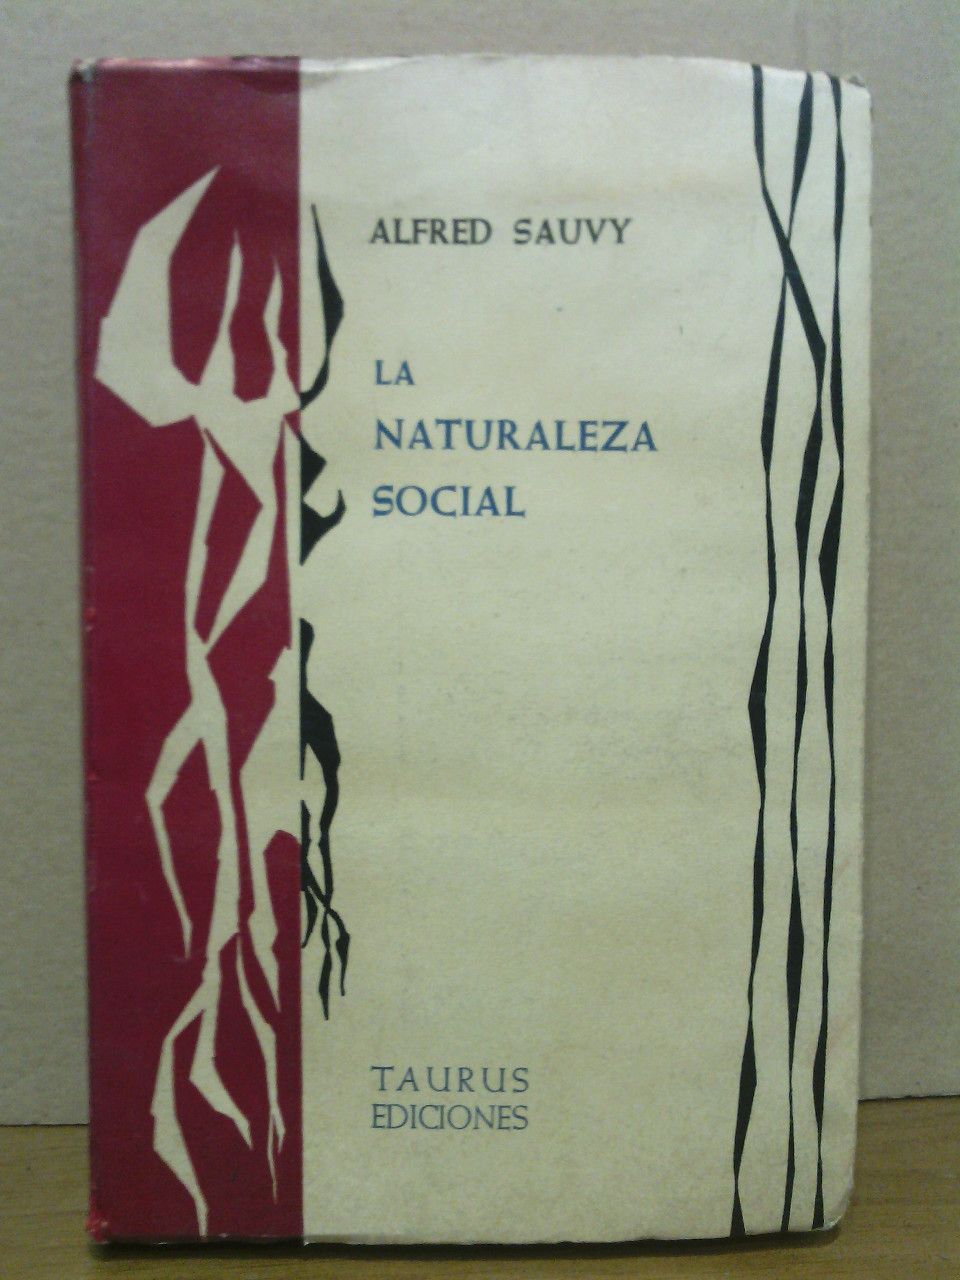 ALFRED SAUVY
LA
NATURALEZA
SOCIAL
TAURUS
EDICIONES